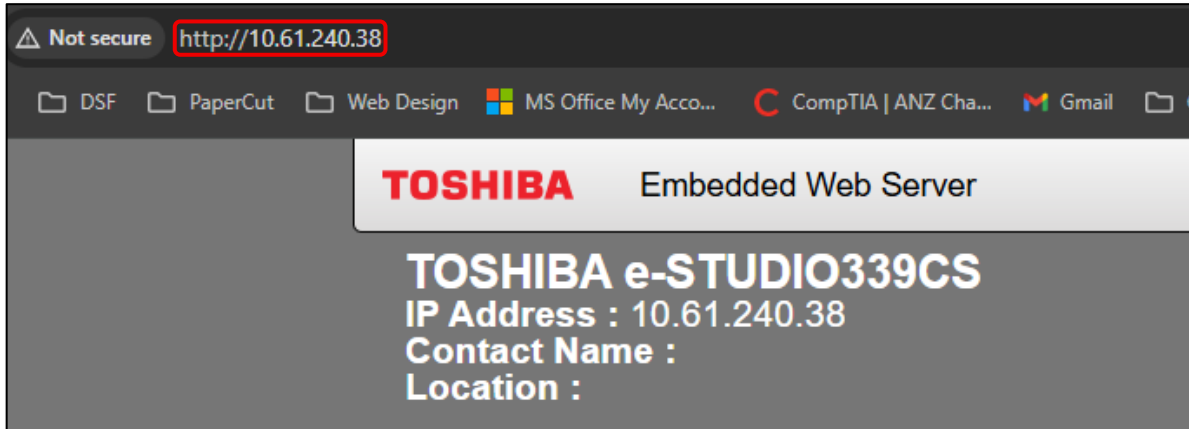 Not secure http://10.61.240.38
DSF PaperCut Web Design MS Office My Acco... CompTIA | ANZ Cha... Gmail
TOSHIBA Embedded Web Server
TOSHIBA e-STUDIO339CS
IP Address : 10.61.240.38
Contact Name :
Location :